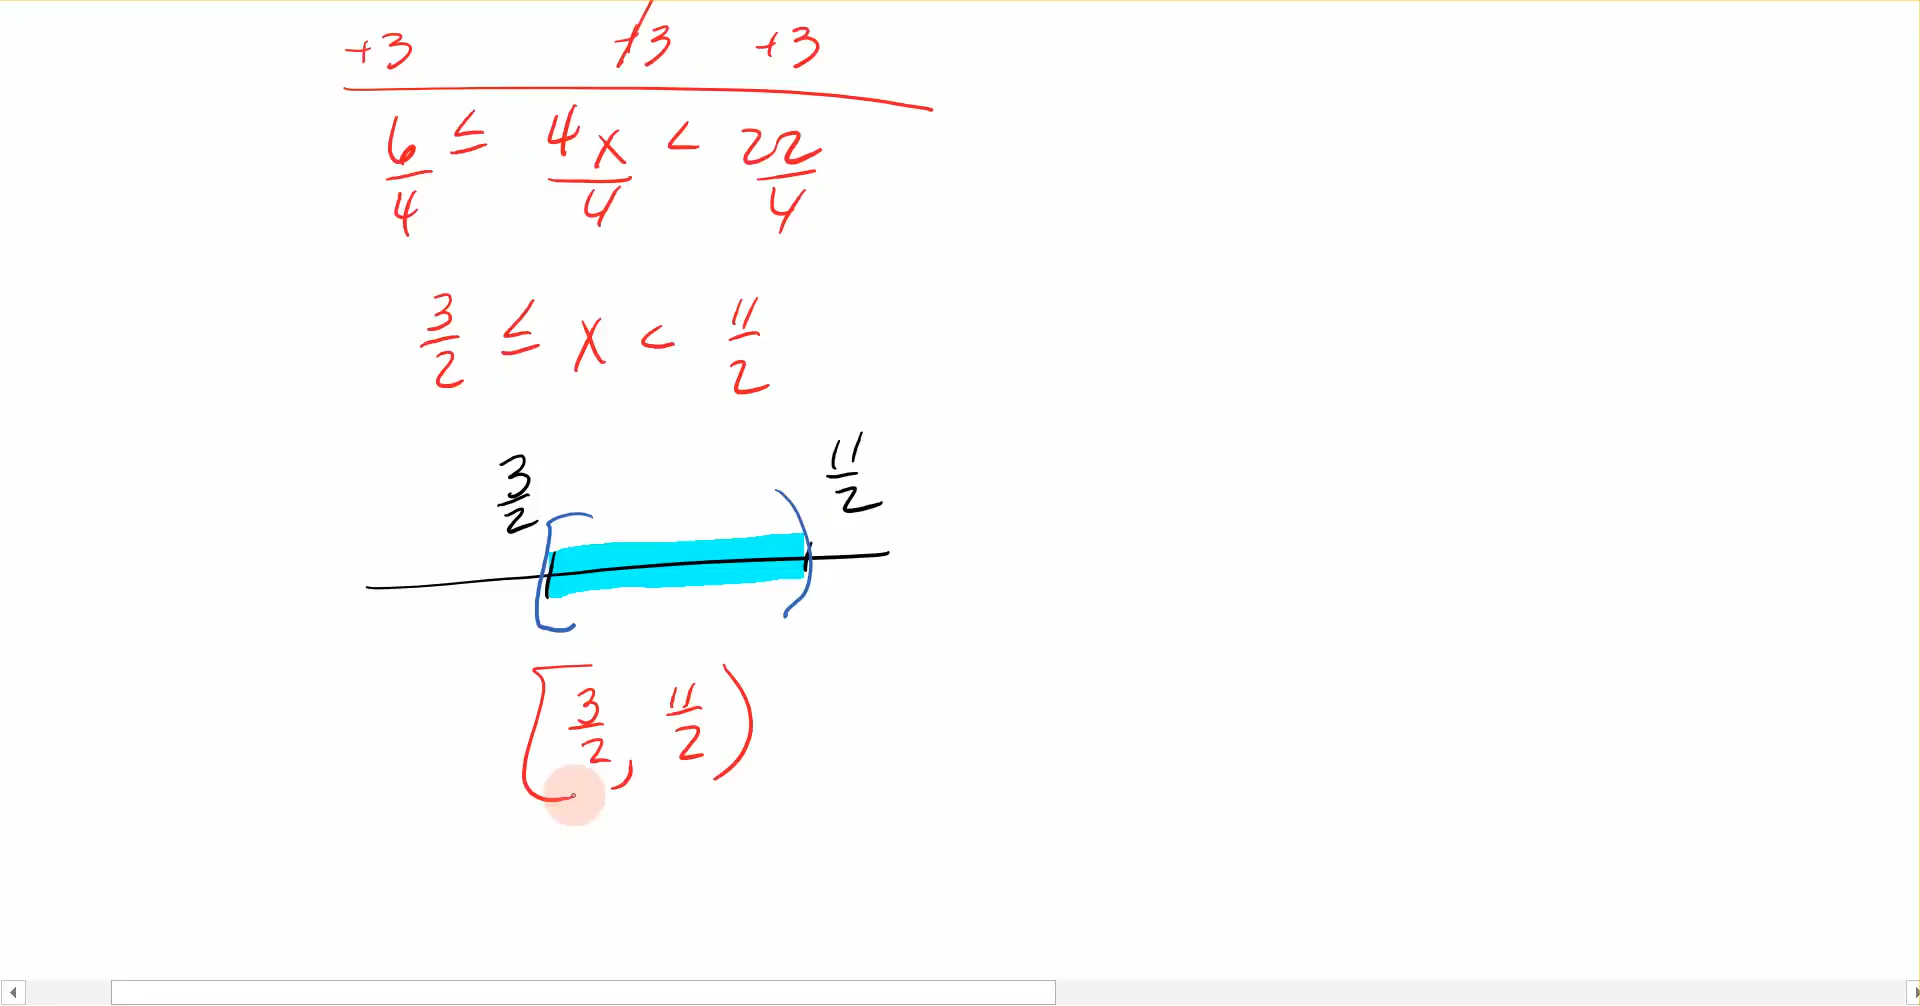 +3 +3 +3
6/4 ≤ 4x/4 < 22/4
3/2 ≤ x < 11/2
3/2 11/2
[3/2, 11/2)